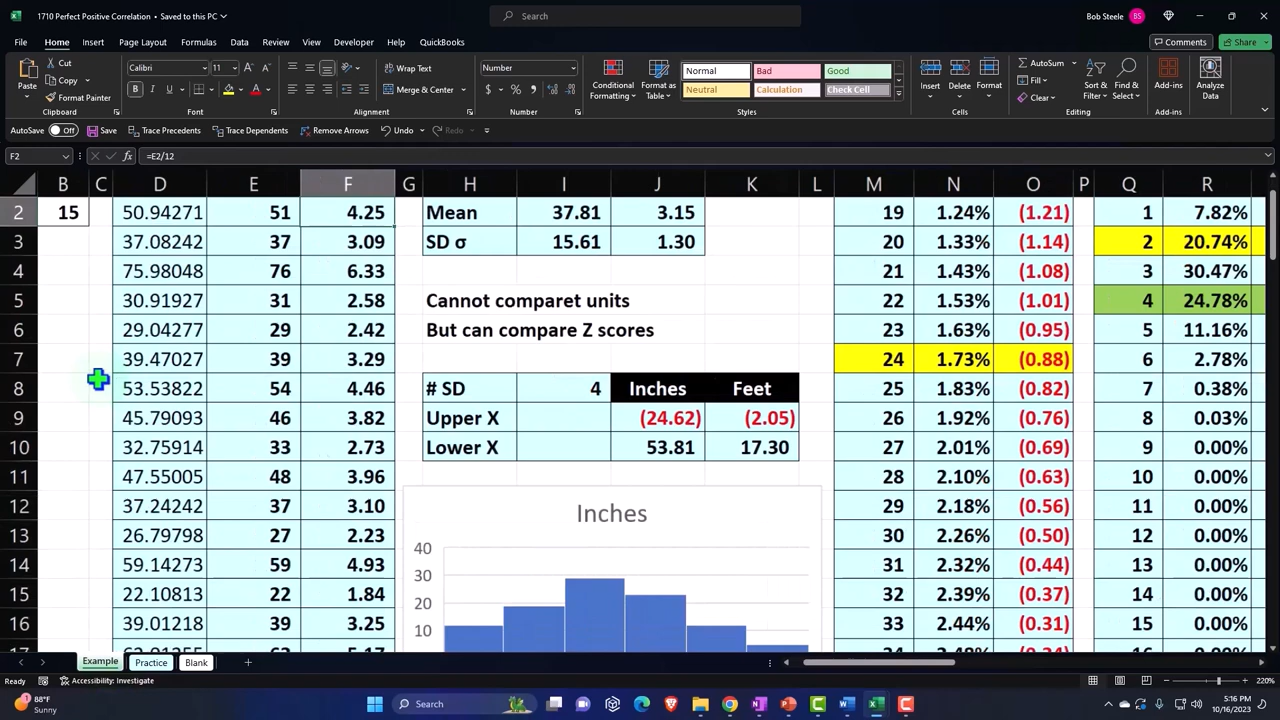 1710 Perfect Positive Correlation • Saved to this PC
Search
Bob Steele
BS
File Home Insert Page Layout Formulas Data Review View Developer Help QuickBooks
Comments
Share
Paste
Cut
Copy
Format Painter
Clipboard
Calibri
11
B I U
Font
Wrap Text
Merge & Center
Alignment
Number
$ % 9
Number
Conditional Formatting
Format as Table
Normal Bad Good
Neutral Calculation Check Cell
Styles
Insert Delete Format
Cells
AutoSum
Fill
Clear
Sort & Filter
Find & Select
Editing
Add-ins
Add-ins
Analyze Data
AutoSave Off Save Trace Precedents Trace Dependents Remove Arrows Undo Redo
F2
fx =E2/12
B C D E F G H I J K L M N O P Q R
2 15 50.94271 51 4.25 Mean 37.81 3.15 19 1.24% (1.21) 1 7.82%
3 37.08242 37 3.09 SD σ 15.61 1.30 20 1.33% (1.14) 2 20.74%
4 75.98048 76 6.33 21 1.43% (1.08) 3 30.47%
5 30.91927 31 2.58 Cannot comparet units 22 1.53% (1.01) 4 24.78%
6 29.04277 29 2.42 But can compare Z scores 23 1.63% (0.95) 5 11.16%
7 39.47027 39 3.29 24 1.73% (0.88) 6 2.78%
8 53.53822 54 4.46 # SD 4 Inches Feet 25 1.83% (0.82) 7 0.38%
9 45.79093 46 3.82 Upper X (24.62) (2.05) 26 1.92% (0.76) 8 0.03%
10 32.75914 33 2.73 Lower X 53.81 17.30 27 2.01% (0.69) 9 0.00%
11 47.55005 48 3.96 28 2.10% (0.63) 10 0.00%
12 37.24242 37 3.10 29 2.18% (0.56) 11 0.00%
13 26.79798 27 2.23 30 2.26% (0.50) 12 0.00%
14 59.14273 59 4.93 31 2.32% (0.44) 13 0.00%
15 22.10813 22 1.84 32 2.39% (0.37) 14 0.00%
16 39.01218 39 3.25 33 2.44% (0.31) 15 0.00%
Inches
40
30
20
10
Example Practice Blank
Ready
Accessibility: Investigate
220%
88°F
Sunny
Search
5:16 PM
10/16/2023